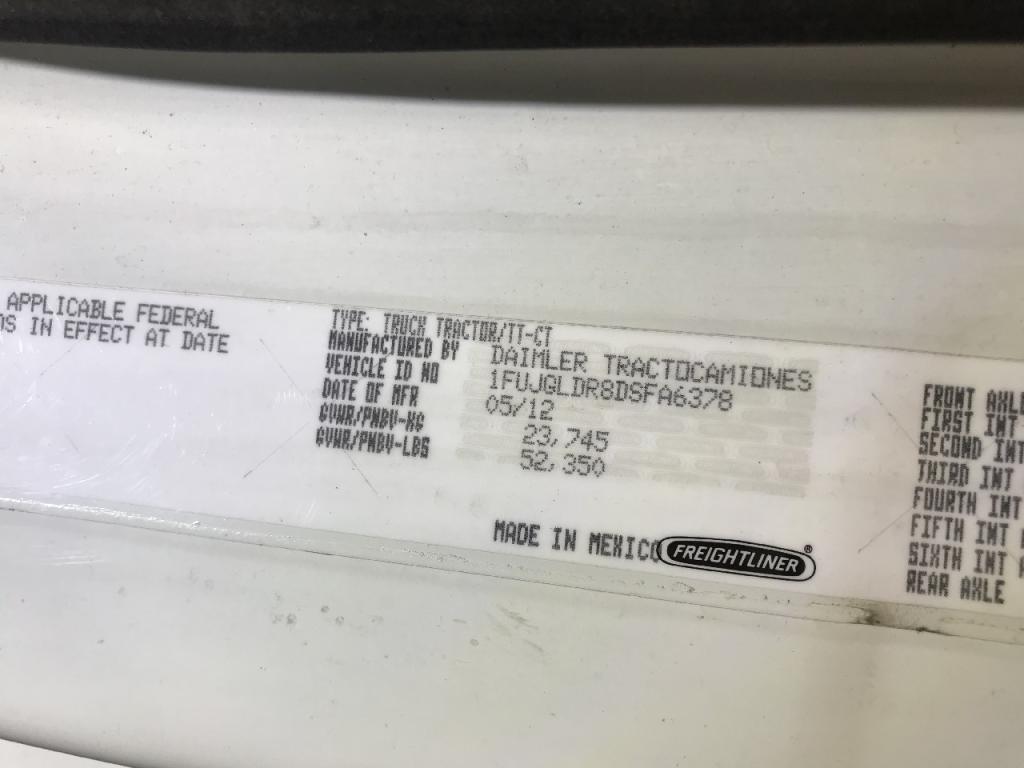 APPLICABLE FEDERAL
IN EFFECT AT DATE
TYPE: TRUCK TRACTOR/TT-CT
MANUFACTURED BY DAIMLER TRACTOCAMIONES
VEHICLE ID NO 1FUJGLDR8DSFA6378
DATE OF MFR 05/12
GVWR/PNBV-KG 23,745
GVWR/PNBV-LBS 52,350
MADE IN MEXICO FREIGHTLINER®
FRONT AXLE
FIRST INT
SECOND INT
THIRD INT
FOURTH INT
FIFTH INT
SIXTH INT
REAR AXLE